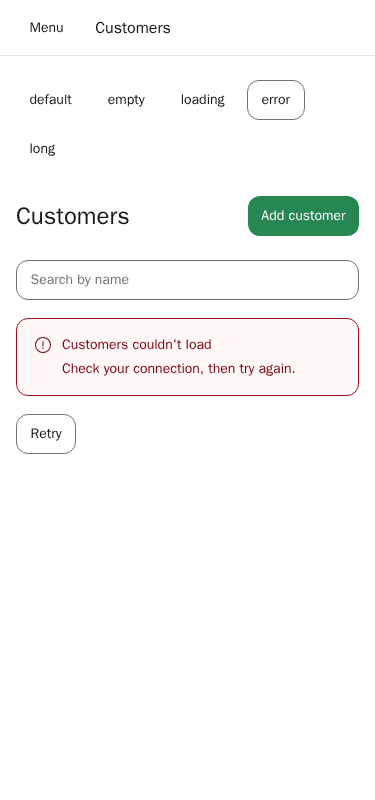 Menu Customers
default empty loading error
long
Customers Add customer
Search by name
Customers couldn't load
Check your connection, then try again.
Retry